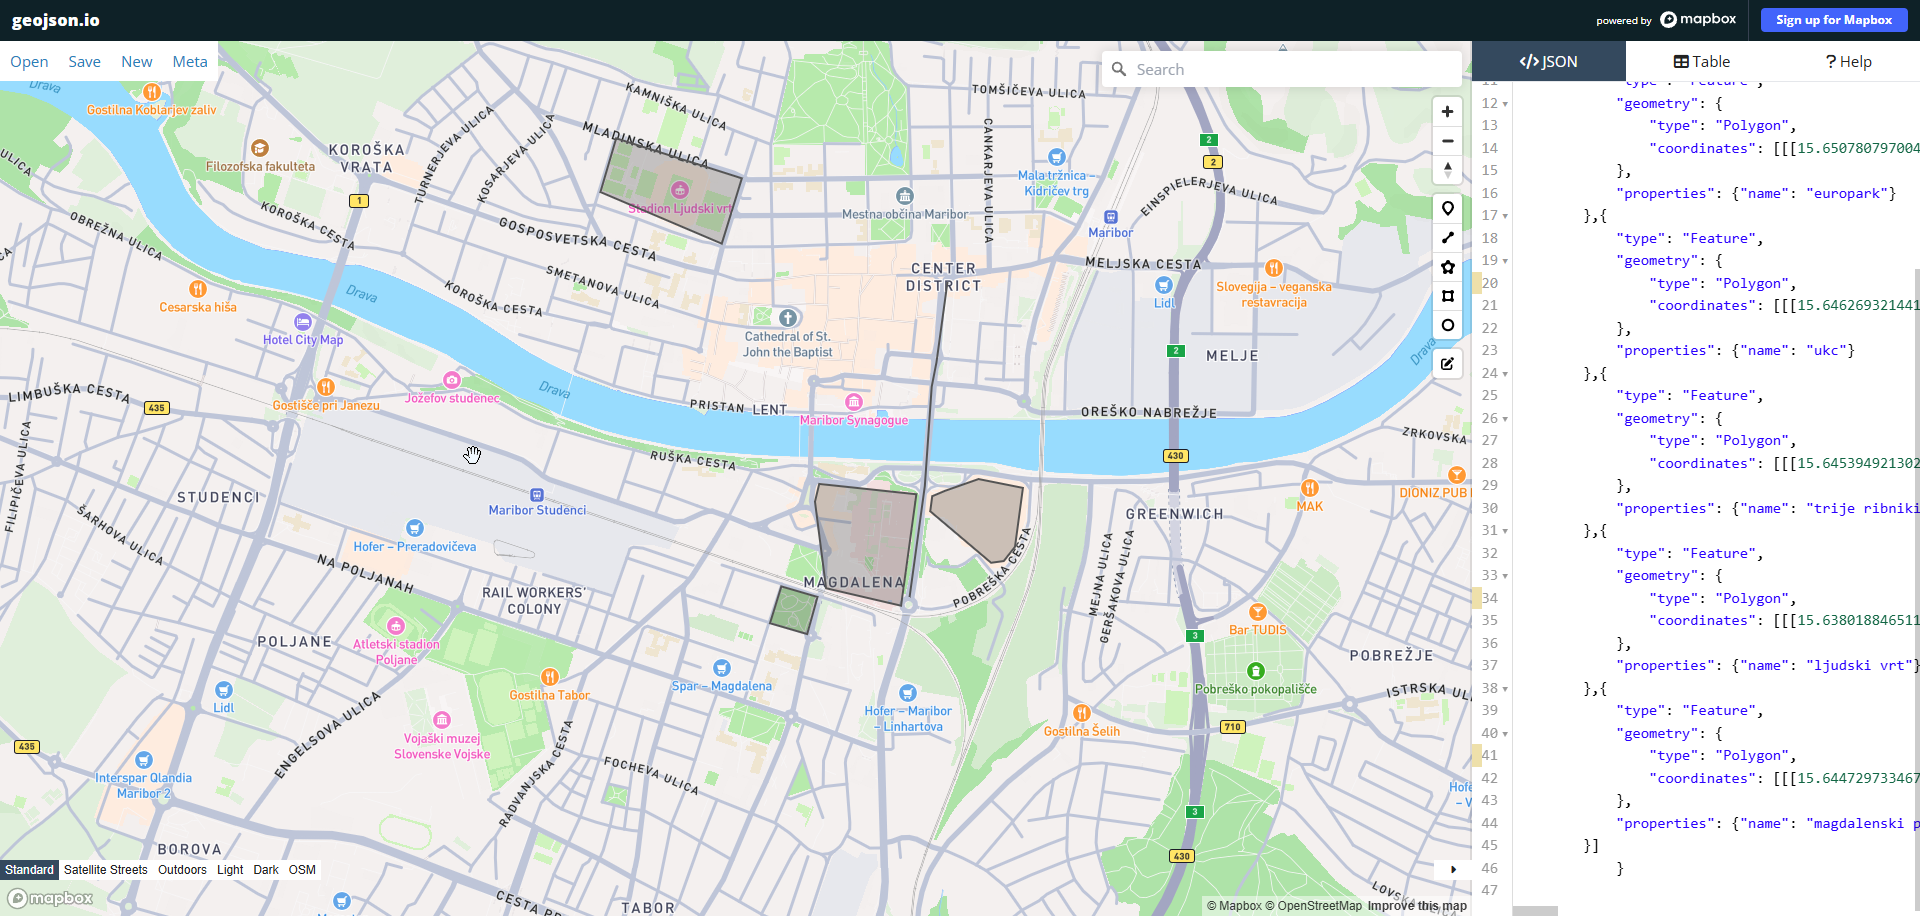 geojson.io
powered by mapbox
Sign up for Mapbox
Open
Save
New
Meta
Search
</>JSON
Table
? Help
Drava
Gostilna Koblarjev zaliv
Filozofska fakulteta
KOROŠKA
VRATA
TURNERJEVA ULICA
KOSARJEVA ULICA
KAMNIŠKA ULICA
MLADINSKA ULICA
Stadion Ljudski vrt
TOMŠIČEVA ULICA
CANKARJEVA ULICA
Mala tržnica –
Kidričev trg
Mestna občina Maribor
EINSPIELERJEVA ULICA
Maribor
2
2
ULICA
1
OBREŽNA ULICA
KOROŠKA CESTA
GOSPOSVETSKA CESTA
SMETANOVA ULICA
KOROŠKA CESTA
CENTER
DISTRICT
MELJSKA CESTA
Lidl
Slovegija – veganska
restavracija
Cesarska hiša
Drava
Hotel City Map
Cathedral of St.
John the Baptist
2
MELJE
Drava
LIMBUŠKA CESTA
435
Gostišče pri Janezu
Jožefov studenec
Drava
PRISTAN
LENT
Maribor Synagogue
OREŠKO NABREŽJE
ZRKOVSKA
430
FILIPIČEVA ULICA
STUDENCI
ŠARHOVA ULICA
RUŠKA CESTA
Maribor Studenci
Hofer – Preradovičeva
NA POLJANAH
RAIL WORKERS'
COLONY
MAGDALENA
POBREŠKA CESTA
GREENWICH
MAK
DIONIZ PUB
MEJNA ULICA
GERŠAKOVA ULICA
POLJANE
Atletski stadion
Poljane
Gostilna Tabor
Spar – Magdalena
Hofer – Maribor
– Linhartova
Bar TUDIS
3
POBREŽJE
Pobreško pokopališče
ISTRSKA UL
Gostilna Šelih
710
Lidl
435
ENGELSOVA ULICA
Vojaški muzej
Slovenske Vojske
RADVANJSKA CESTA
FOCHEVA ULICA
Interspar Qlandia
Maribor 2
BOROVA
3
430
Hofe
– V
LOVSKA
CESTA PR
TABOR
Standard
Satellite Streets
Outdoors
Light
Dark
OSM
mapbox
© Mapbox © OpenStreetMap Improve this map
12 "geometry": {
13 "type": "Polygon",
14 "coordinates": [[[15.650780797004
15 },
16 "properties": {"name": "europark"}
17 },{
18 "type": "Feature",
19 "geometry": {
20 "type": "Polygon",
21 "coordinates": [[[15.646269321441
22 },
23 "properties": {"name": "ukc"}
24 },{
25 "type": "Feature",
26 "geometry": {
27 "type": "Polygon",
28 "coordinates": [[[15.645394921302
29 },
30 "properties": {"name": "trije ribniki
31 },{
32 "type": "Feature",
33 "geometry": {
34 "type": "Polygon",
35 "coordinates": [[[15.638018846511
36 },
37 "properties": {"name": "ljudski vrt"}
38 },{
39 "type": "Feature",
40 "geometry": {
41 "type": "Polygon",
42 "coordinates": [[[15.644729733467
43 },
44 "properties": {"name": "magdalenski p
45 }]
46 }
47